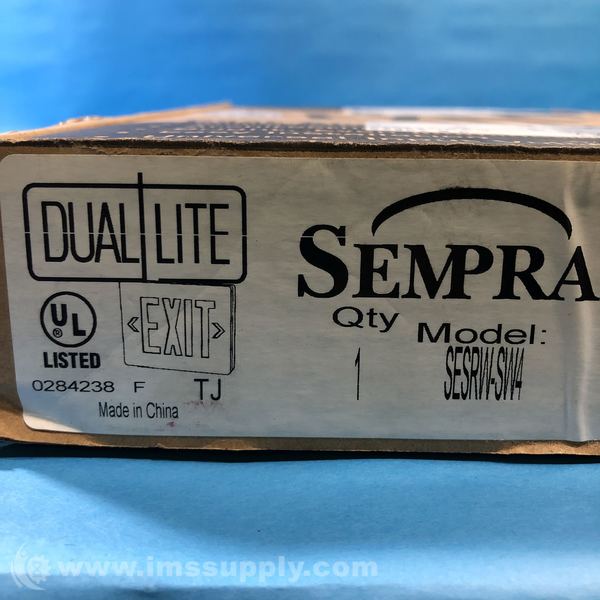 DUAL LITE
SEMPRA
UL
®
LISTED
EXIT
Qty
Model:
1
SESRW-SW4
0284238 F TJ
Made in China
www.imssupply.com